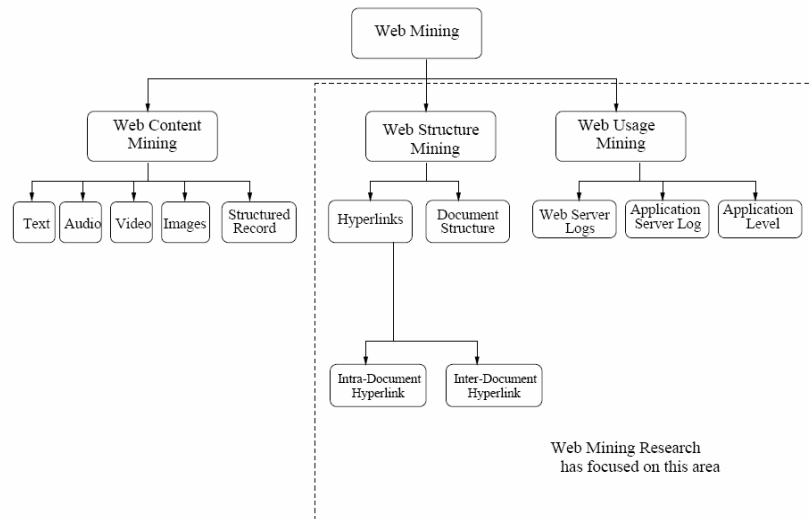 Web Mining
Web Content
Mining
Web Structure
Mining
Web Usage
Mining
Text
Audio
Video
Images
Structured
Record
Hyperlinks
Document
Structure
Web Server
Logs
Application
Server Log
Application
Level
Intra-Document
Hyperlink
Inter-Document
Hyperlink
Web Mining Research
has focused on this area